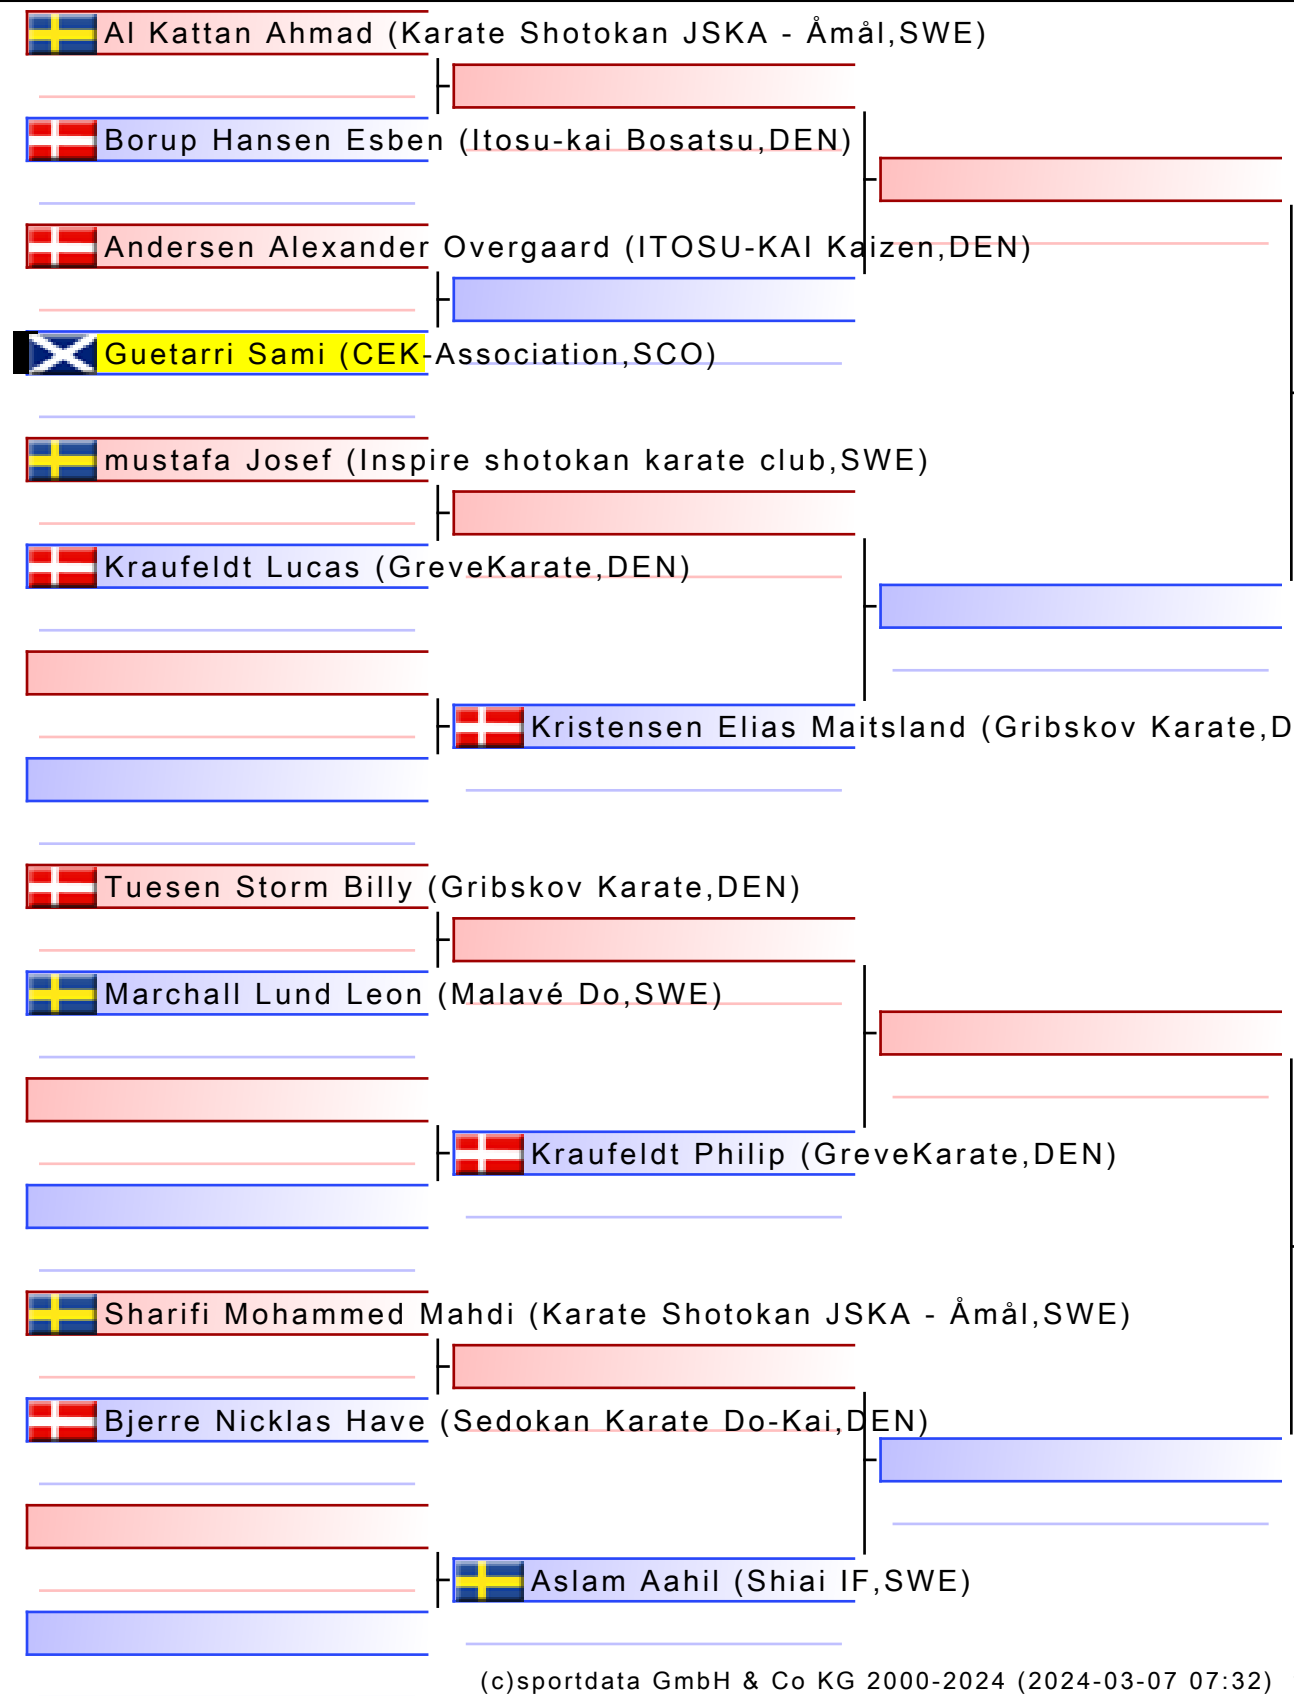 Al Kattan Ahmad (Karate Shotokan JSKA - Åmål,SWE)
Borup Hansen Esben (Itosu-kai Bosatsu,DEN)
Andersen Alexander Overgaard (ITOSU-KAI Kaizen,DEN)
Guetarri Sami (CEK-Association,SCO)
mustafa Josef (Inspire shotokan karate club,SWE)
Kraufeldt Lucas (GreveKarate,DEN)
Kristensen Elias Maitsland (Gribskov Karate,D
Tuesen Storm Billy (Gribskov Karate,DEN)
Marchall Lund Leon (Malavé Do,SWE)
Kraufeldt Philip (GreveKarate,DEN)
Sharifi Mohammed Mahdi (Karate Shotokan JSKA - Åmål,SWE)
Bjerre Nicklas Have (Sedokan Karate Do-Kai,DEN)
Aslam Aahil (Shiai IF,SWE)
(c)sportdata GmbH & Co KG 2000-2024 (2024-03-07 07:32)